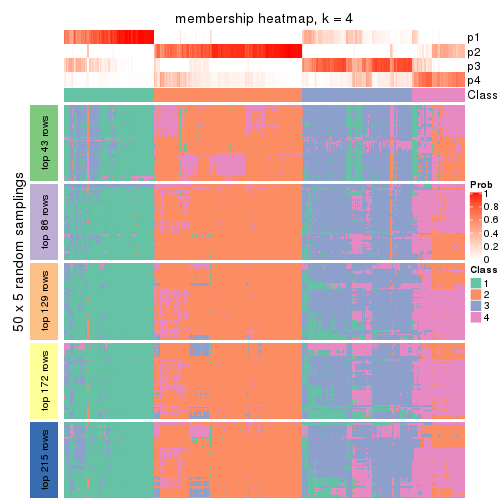 membership heatmap, k = 4
p1
p2
p3
p4
Class
50 x 5 random samplings
top 43 rows
top 86 rows
top 129 rows
top 172 rows
top 215 rows
Prob
1
0.8
0.6
0.4
0.2
0
Class
1
2
3
4